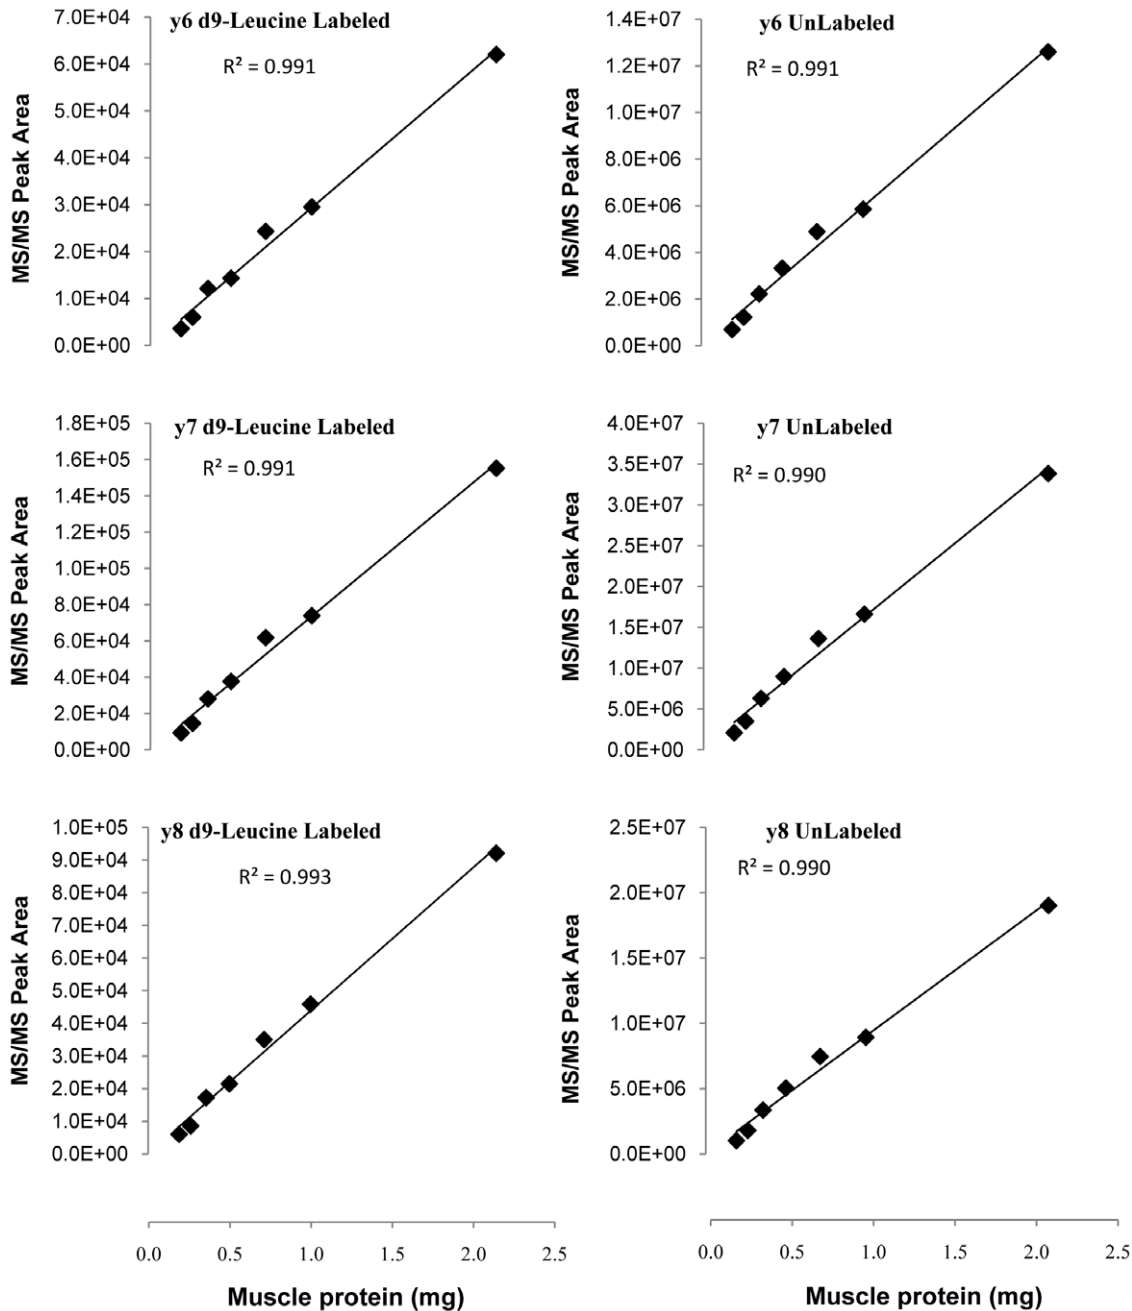 y6 d9-Leucine Labeled
R² = 0.991
7.0E+04
6.0E+04
5.0E+04
4.0E+04
3.0E+04
2.0E+04
1.0E+04
0.0E+00
MS/MS Peak Area
y6 UnLabeled
R² = 0.991
1.4E+07
1.2E+07
1.0E+07
8.0E+06
6.0E+06
4.0E+06
2.0E+06
0.0E+00
MS/MS Peak Area
y7 d9-Leucine Labeled
R² = 0.991
1.8E+05
1.6E+05
1.4E+05
1.2E+05
1.0E+05
8.0E+04
6.0E+04
4.0E+04
2.0E+04
0.0E+00
MS/MS Peak Area
y7 UnLabeled
R² = 0.990
4.0E+07
3.5E+07
3.0E+07
2.5E+07
2.0E+07
1.5E+07
1.0E+07
5.0E+06
0.0E+00
MS/MS Peak Area
y8 d9-Leucine Labeled
R² = 0.993
1.0E+05
9.0E+04
8.0E+04
7.0E+04
6.0E+04
5.0E+04
4.0E+04
3.0E+04
2.0E+04
1.0E+04
0.0E+00
MS/MS Peak Area
0.0 0.5 1.0 1.5 2.0 2.5
Muscle protein (mg)
y8 UnLabeled
R² = 0.990
2.5E+07
2.0E+07
1.5E+07
1.0E+07
5.0E+06
0.0E+00
MS/MS Peak Area
0.0 0.5 1.0 1.5 2.0 2.5
Muscle protein (mg)